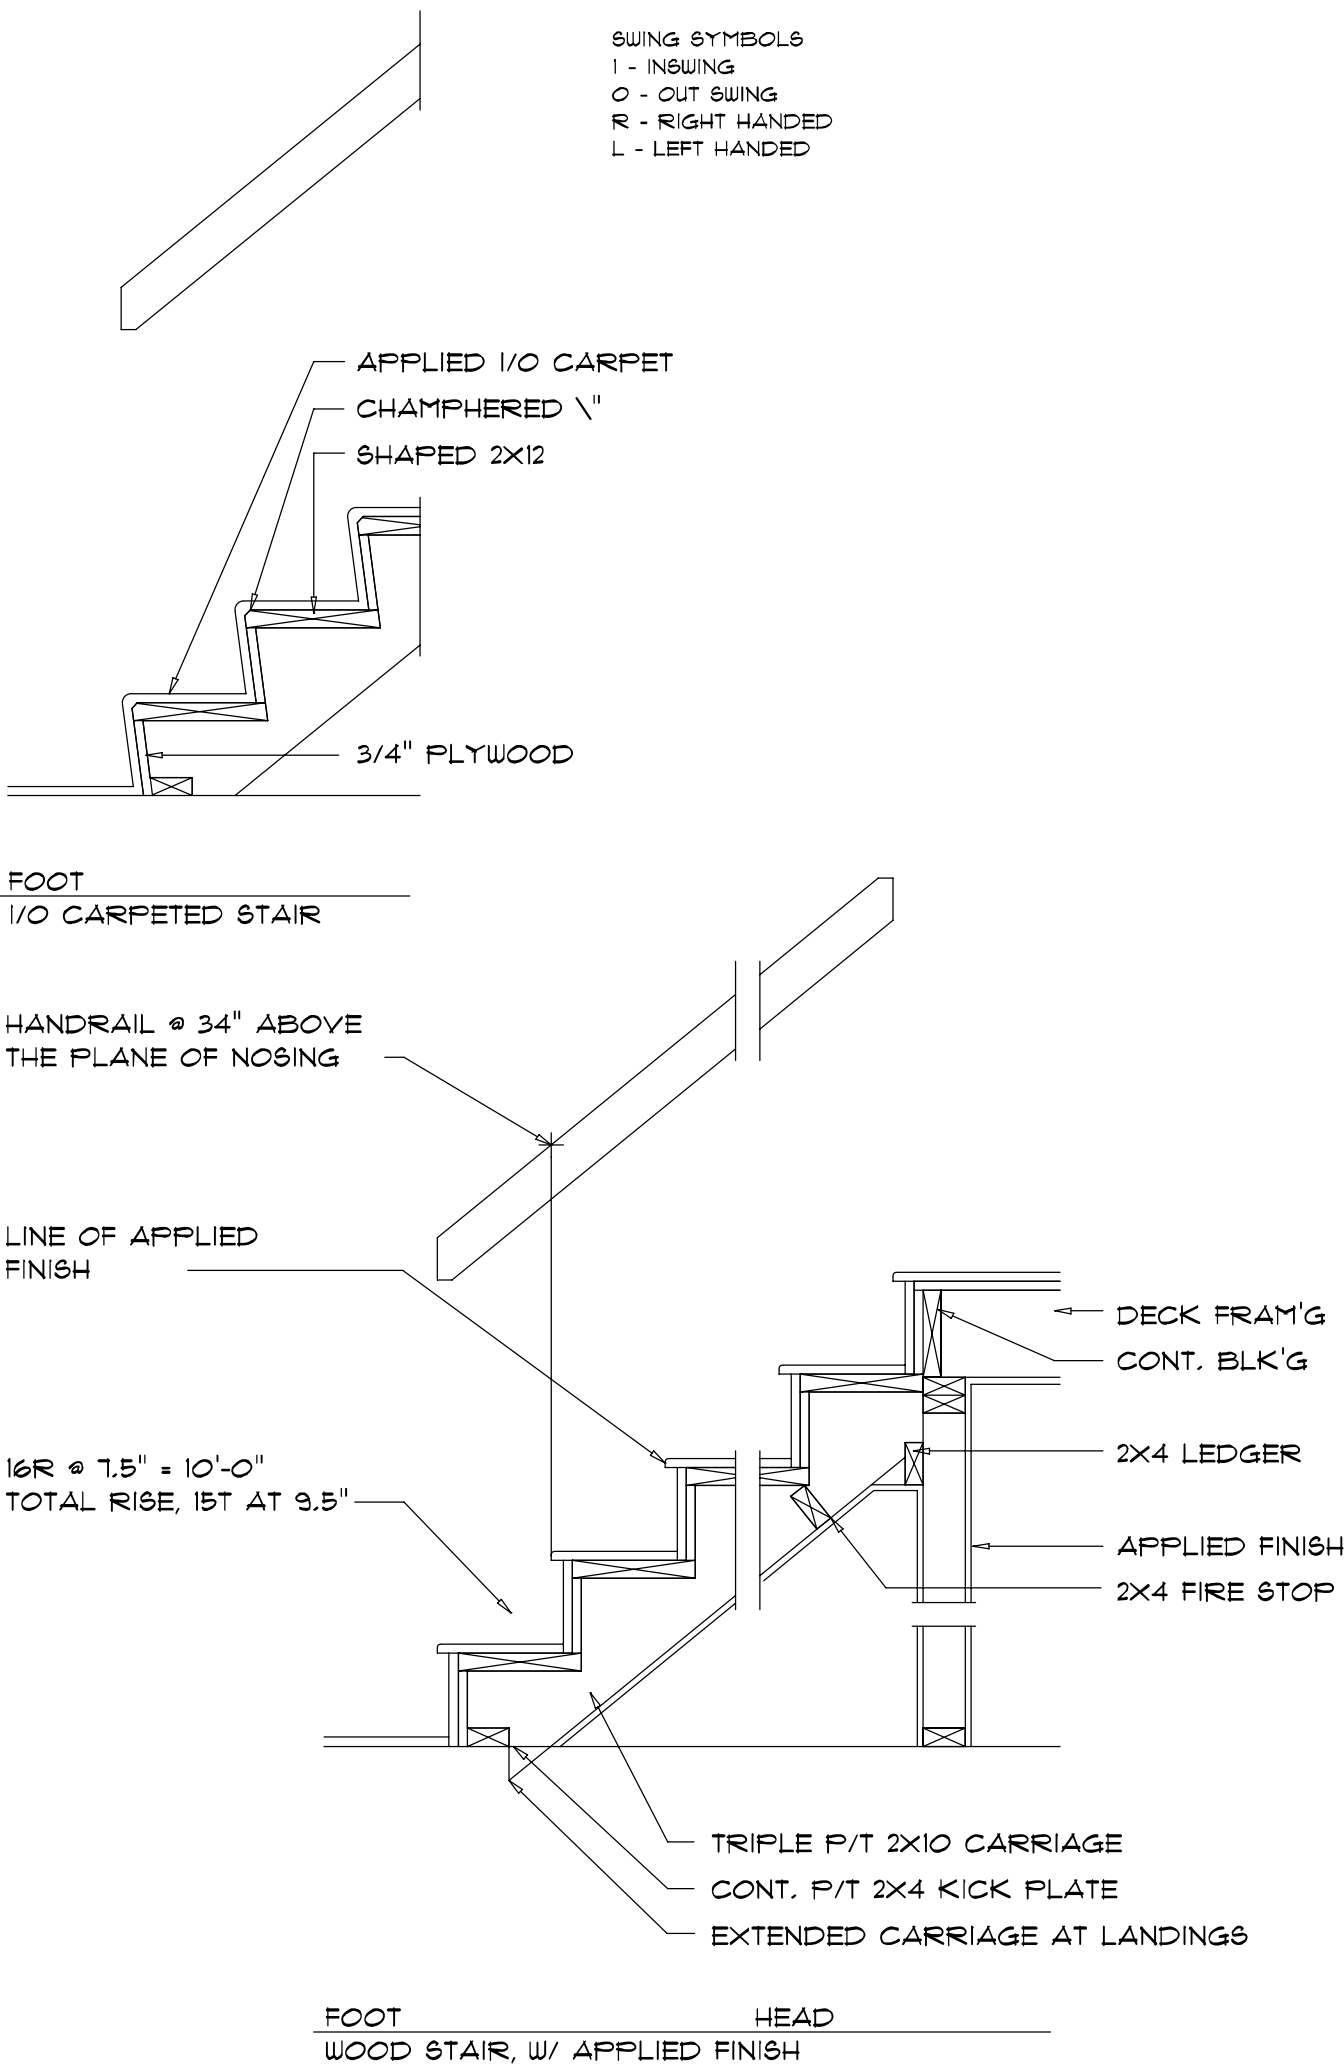 SWING SYMBOLS
I - INSWING
O - OUT SWING
R - RIGHT HANDED
L - LEFT HANDED
APPLIED I/O CARPET
CHAMPHERED \"
SHAPED 2X12
3/4" PLYWOOD
FOOT
I/O CARPETED STAIR
HANDRAIL @ 34" ABOVE
THE PLANE OF NOSING
LINE OF APPLIED
FINISH
DECK FRAM'G
CONT. BLK'G
2X4 LEDGER
16R @ 7.5" = 10'-0"
TOTAL RISE, 15T AT 9.5"
APPLIED FINISH
2X4 FIRE STOP
TRIPLE P/T 2X10 CARRIAGE
CONT. P/T 2X4 KICK PLATE
EXTENDED CARRIAGE AT LANDINGS
FOOT HEAD
WOOD STAIR, W/ APPLIED FINISH